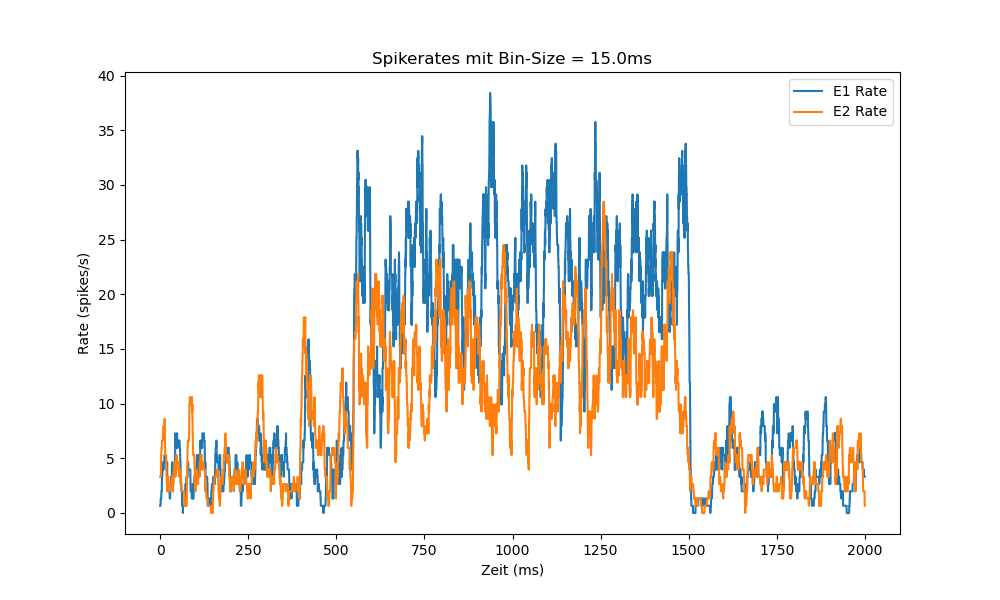 Spikerates mit Bin-Size = 15.0ms
40
35
30
25
20
15
10
5
0
Rate (spikes/s)
E1 Rate
E2 Rate
0 250 500 750 1000 1250 1500 1750 2000
Zeit (ms)